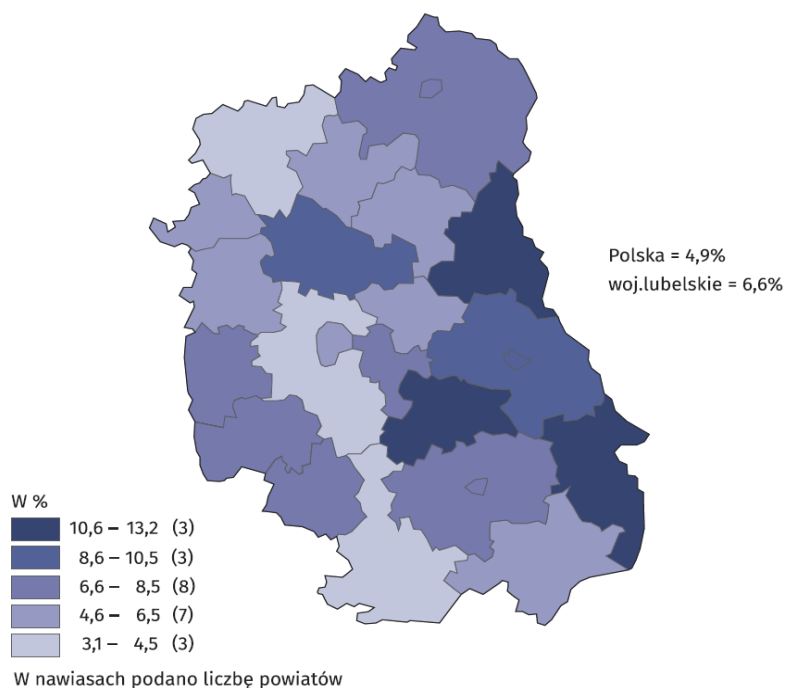 Polska = 4,9%
woj.lubelskie = 6,6%
W %
10,6 – 13,2 (3)
8,6 – 10,5 (3)
6,6 – 8,5 (8)
4,6 – 6,5 (7)
3,1 – 4,5 (3)
W nawiasach podano liczbę powiatów